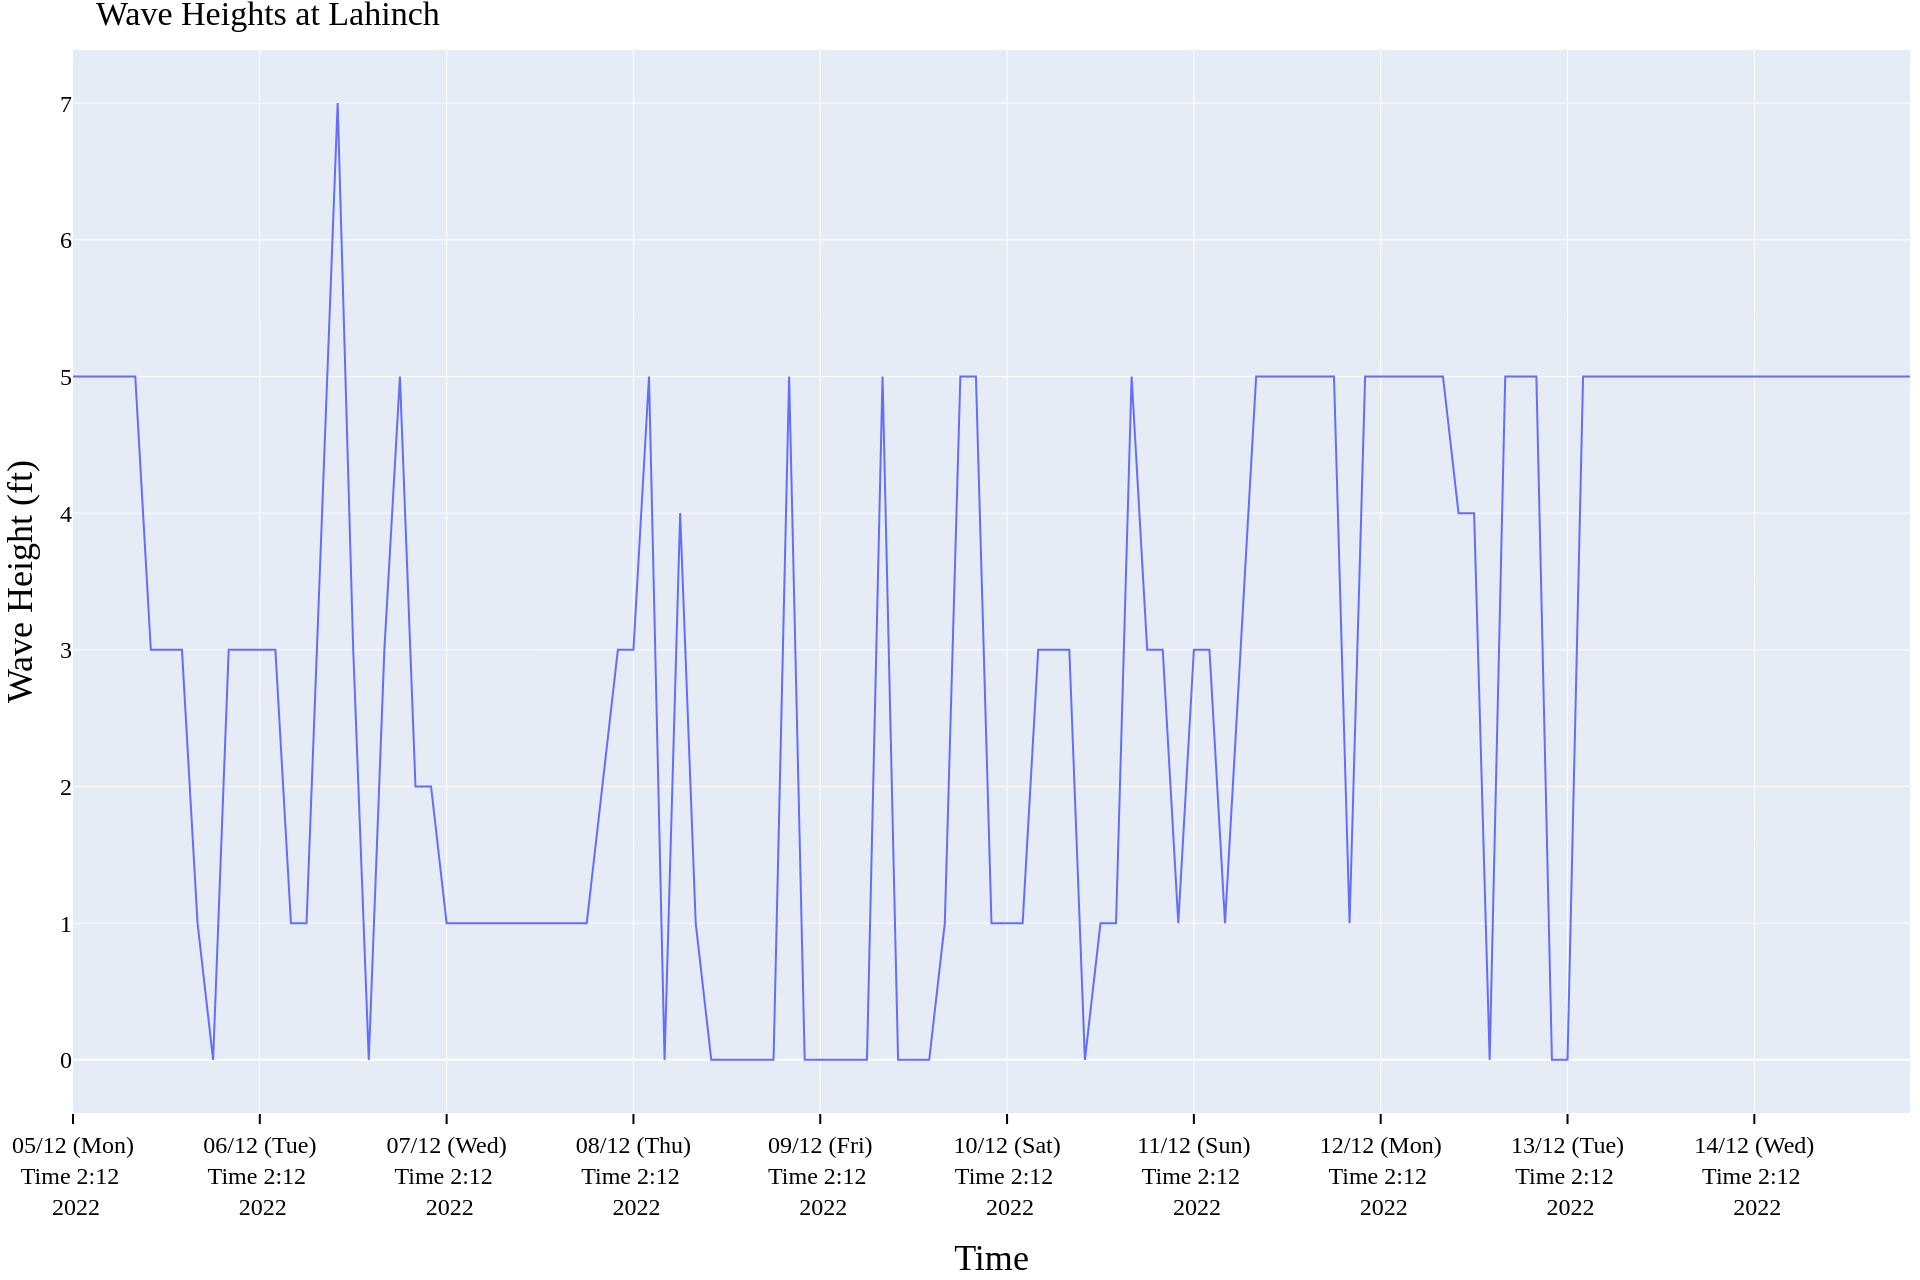 Wave Heights at Lahinch
Wave Height (ft)
7
6
5
4
3
2
1
0
05/12 (Mon) 06/12 (Tue) 07/12 (Wed) 08/12 (Thu) 09/12 (Fri) 10/12 (Sat) 11/12 (Sun) 12/12 (Mon) 13/12 (Tue) 14/12 (Wed)
Time 2:12 Time 2:12 Time 2:12 Time 2:12 Time 2:12 Time 2:12 Time 2:12 Time 2:12 Time 2:12 Time 2:12
2022 2022 2022 2022 2022 2022 2022 2022 2022 2022
Time